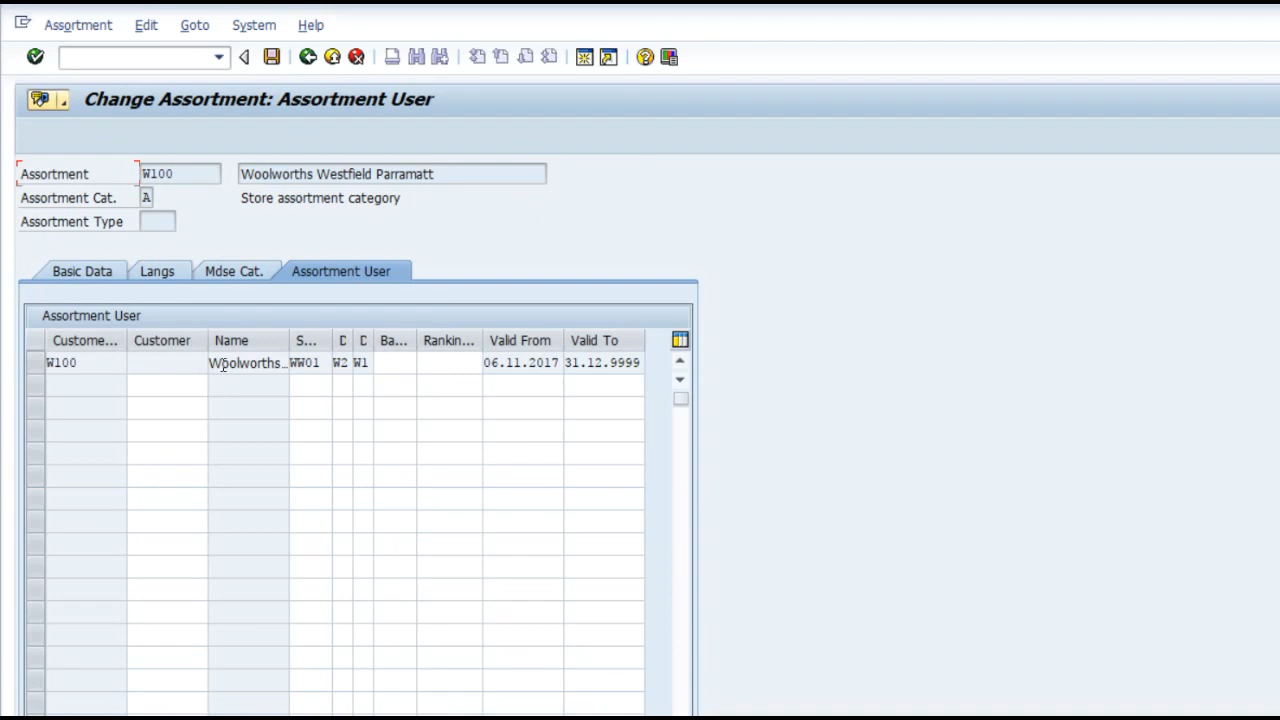 Assortment Edit Goto System Help
Change Assortment: Assortment User
Assortment W100 Woolworths Westfield Parramatt
Assortment Cat. A Store assortment category
Assortment Type
Basic Data Langs Mdse Cat. Assortment User
Assortment User
Custome... Customer Name S... D D Ba... Rankin... Valid From Valid To
W100 Woolworths... WW01 W2 W1 06.11.2017 31.12.9999